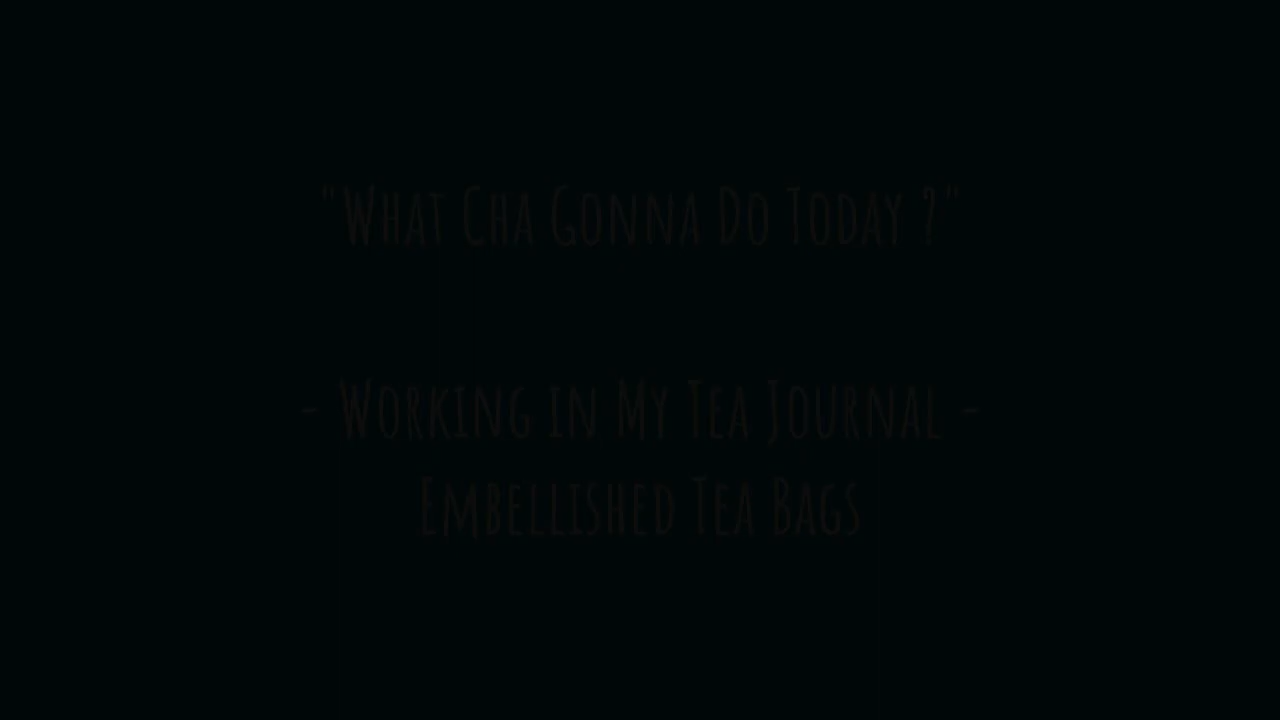 "What Cha Gonna Do Today ?"
- Working in My Tea Journal -
Embellished Tea Bags